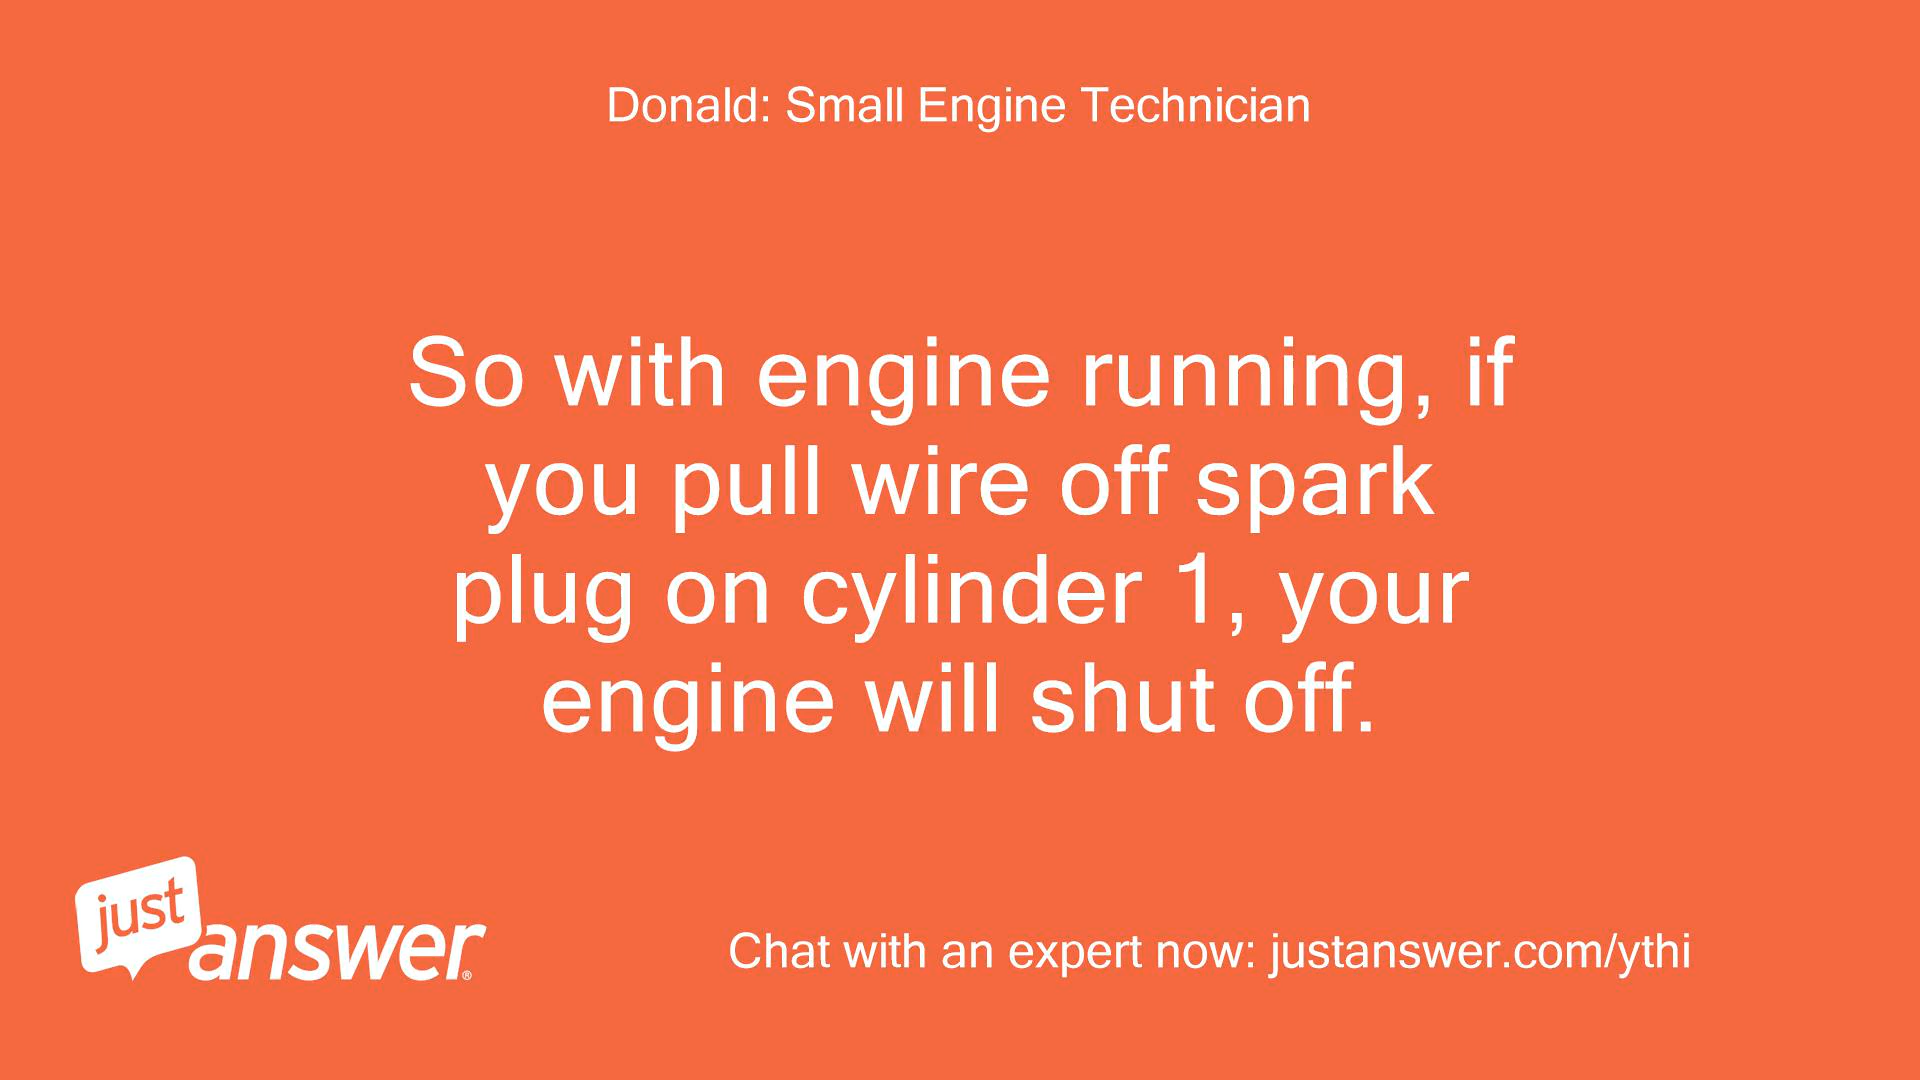 Donald: Small Engine Technician
So with engine running, if
you pull wire off spark
plug on cylinder 1, your
engine will shut off.
just
answer®
Chat with an expert now: justanswer.com/ythi